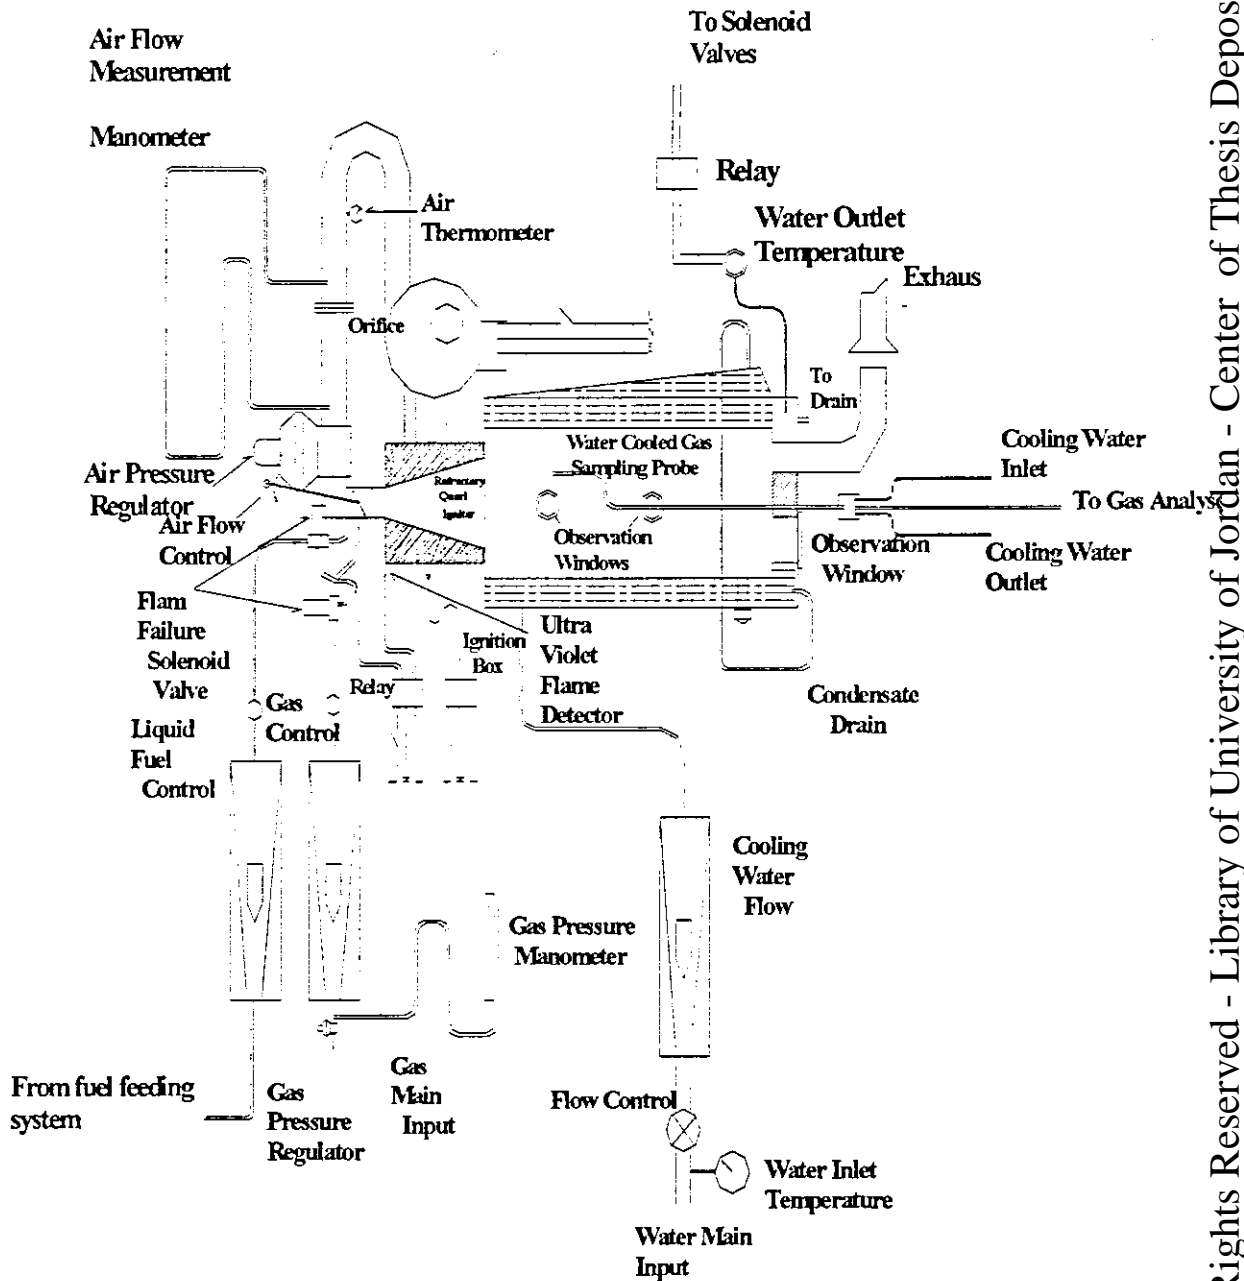 Air Flow
Measurement
Manometer
To Solenoid
Valves
Relay
Air
Thermometer
Water Outlet
Temperature
Exhaus
Orifice
To
Drain
Water Cooled Gas
Sampling Probe
Cooling Water
Inlet
Air Pressure
Regulator
Refractory
Quarl
Igniter
To Gas Analyse
Air Flow
Control
Observation
Windows
Observation
Window
Cooling Water
Outlet
Flam
Failure
Solenoid
Valve
Ignition
Box
Ultra
Violet
Flame
Detector
Relay
Gas
Control
Condensate
Drain
Liquid
Fuel
Control
Cooling
Water
Flow
Gas Pressure
Manometer
From fuel feeding
system
Gas
Pressure
Regulator
Gas
Main
Input
Flow Control
Water Inlet
Temperature
Water Main
Input
Rights Reserved - Library of University of Jordan - Center of Thesis Depos